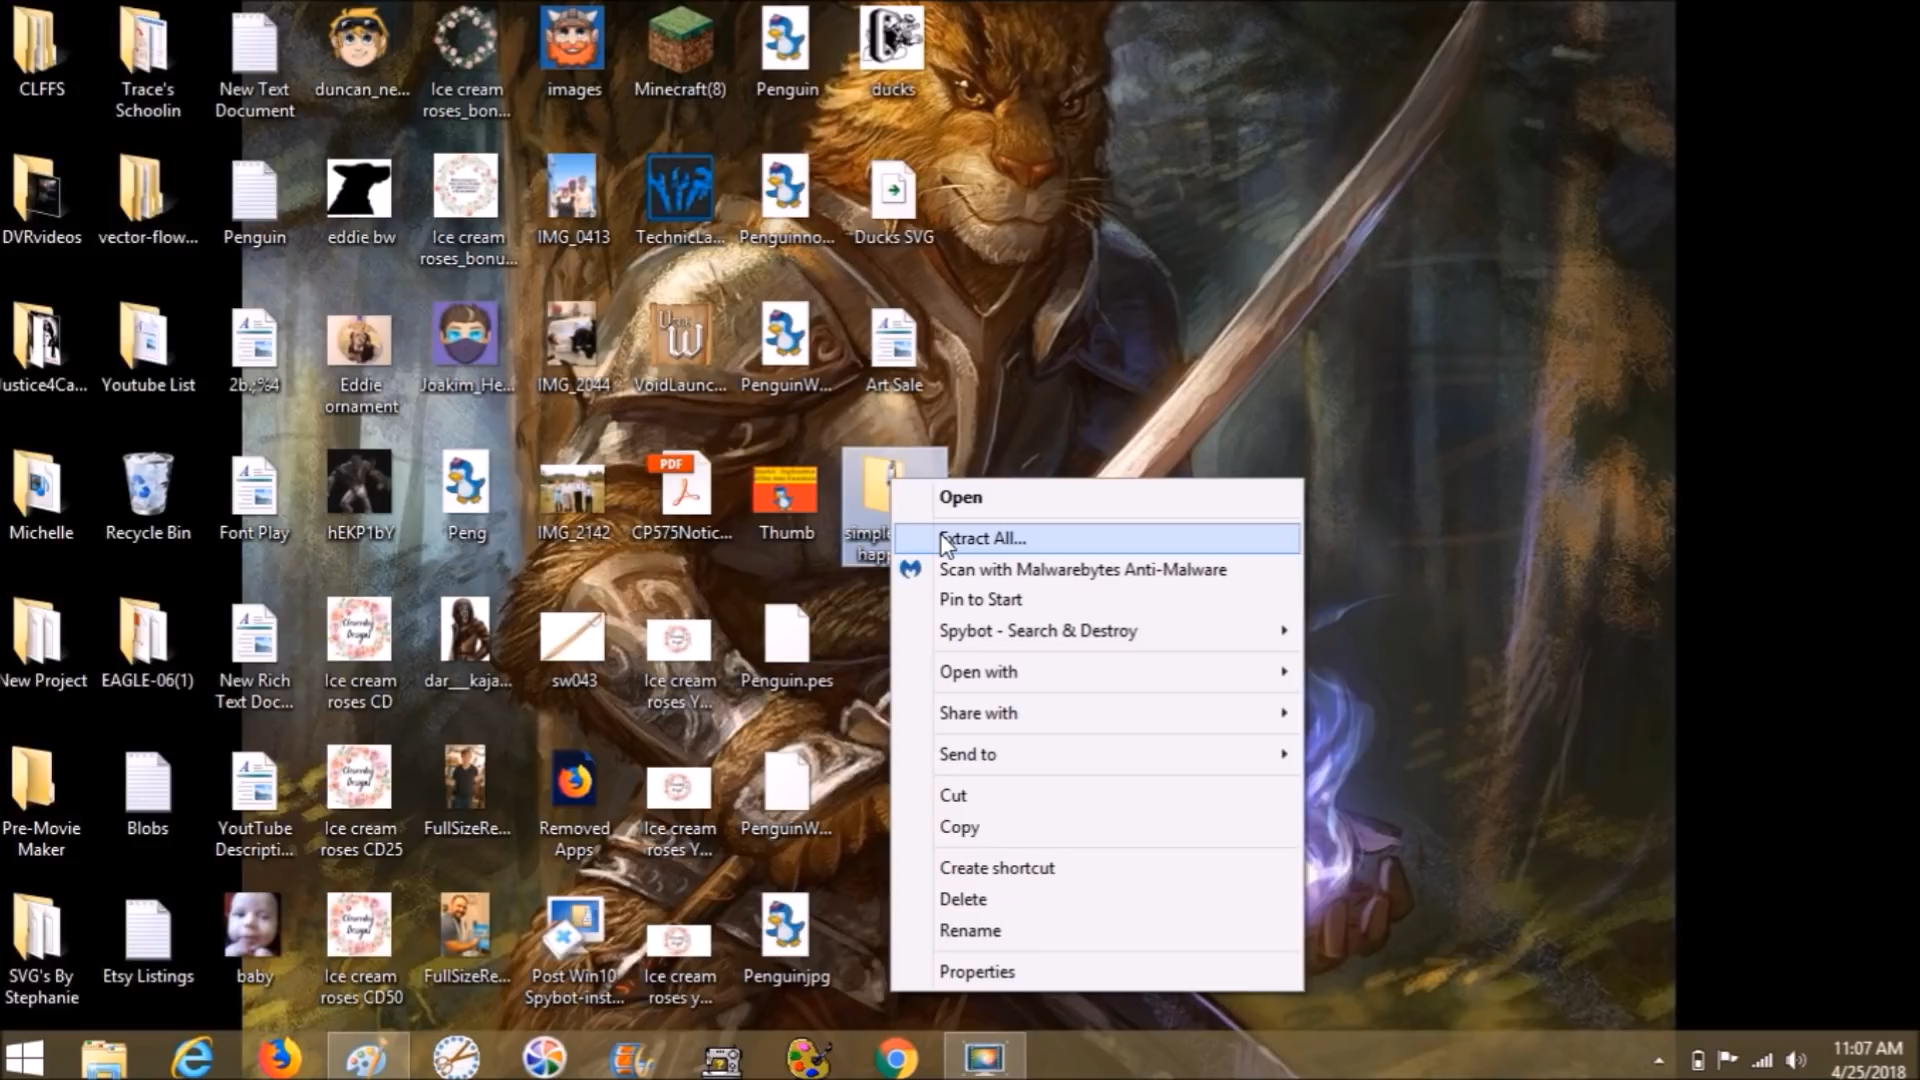 CLFFS
Trace's
Schoolin
New Text
Document
duncan_ne...
Ice cream
roses_bon...
images
Minecraft(8)
Penguin
ducks
DVRvideos
vector-flow...
Penguin
eddie bw
Ice cream
roses_bonu...
IMG_0413
TechnicLa...
Penguinno...
Ducks SVG
Justice4Ca...
Youtube List
2b.;%4
Eddie
ornament
Joakim_He...
IMG_2044
VoidLaunc...
PenguinW...
Art Sale
Michelle
Recycle Bin
Font Play
hEKP1bY
Peng
IMG_2142
PDF
CP575Notic...
Thumb
simple
happ
Open
Extract All...
Scan with Malwarebytes Anti-Malware
Pin to Start
Spybot - Search & Destroy
Open with
Share with
Send to
Cut
Copy
Create shortcut
Delete
Rename
Properties
New Project
EAGLE-06(1)
New Rich
Text Doc...
Ice cream
roses CD
dar__kaja...
sw043
Ice cream
roses Y...
Penguin.pes
Pre-Movie
Maker
Blobs
YoutTube
Descripti...
Ice cream
roses CD25
FullSizeRe...
Removed
Apps
Ice cream
roses Y...
PenguinW...
SVG's By
Stephanie
Etsy Listings
baby
Ice cream
roses CD50
FullSizeRe...
Post Win10
Spybot-inst...
Ice cream
roses y...
Penguinjpg
11:07 AM
4/25/2018